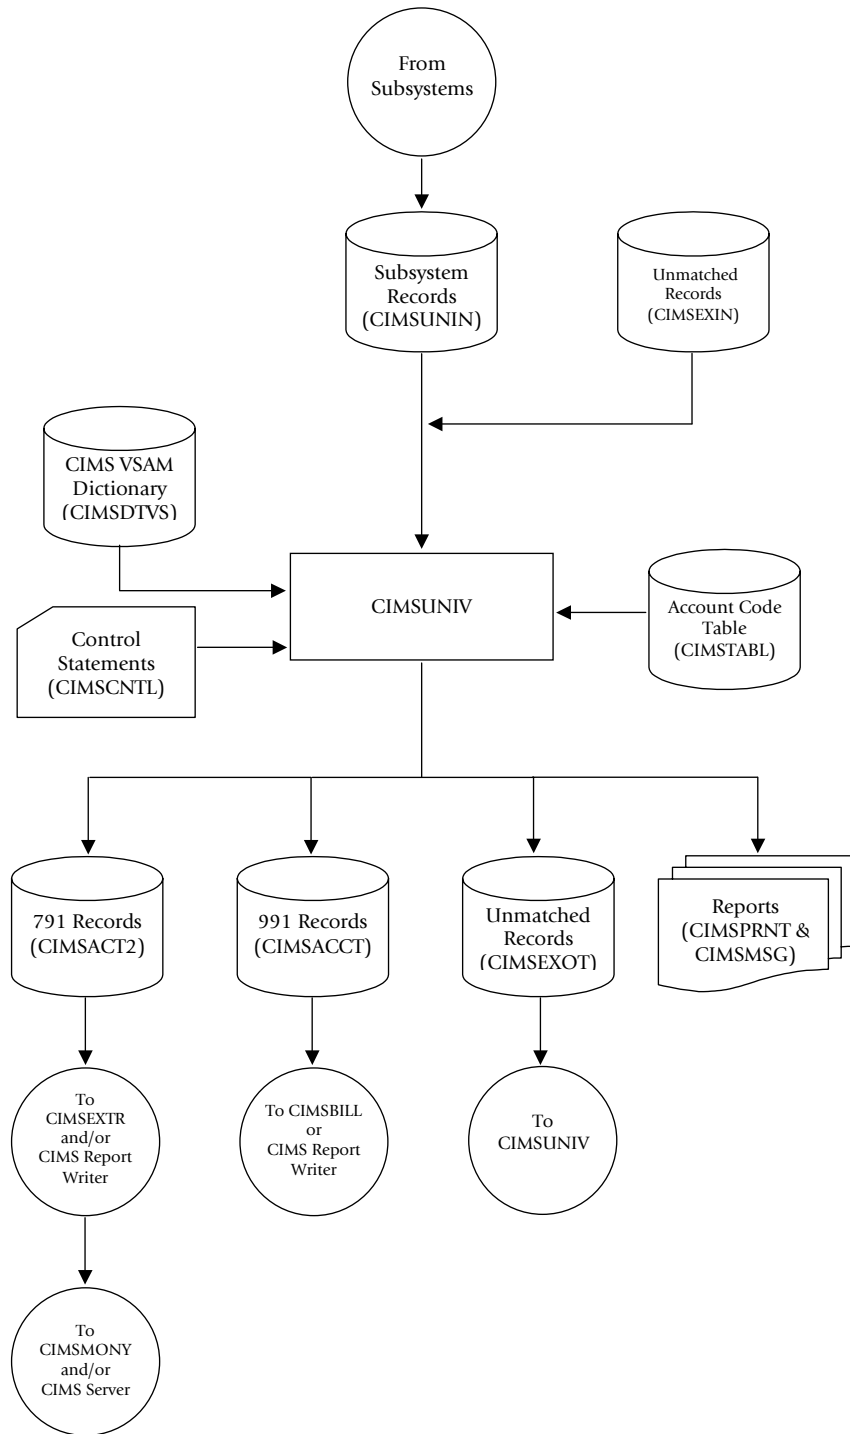 From
Subsystems
Subsystem
Records
(CIMSUNIN)
Unmatched
Records
(CIMSEXIN)
CIMS VSAM
Dictionary
(CIMSDTVS)
CIMSUNIV
Account Code
Table
(CIMSTABL)
Control
Statements
(CIMSCNTL)
791 Records
(CIMSACT2)
991 Records
(CIMSACCT)
Unmatched
Records
(CIMSEXOT)
Reports
(CIMSPRNT &
CIMSMSG)
To
CIMSEXTR
and/or
CIMS Report
Writer
To CIMSBILL
or
CIMS Report
Writer
To
CIMSUNIV
To
CIMSMONY
and/or
CIMS Server